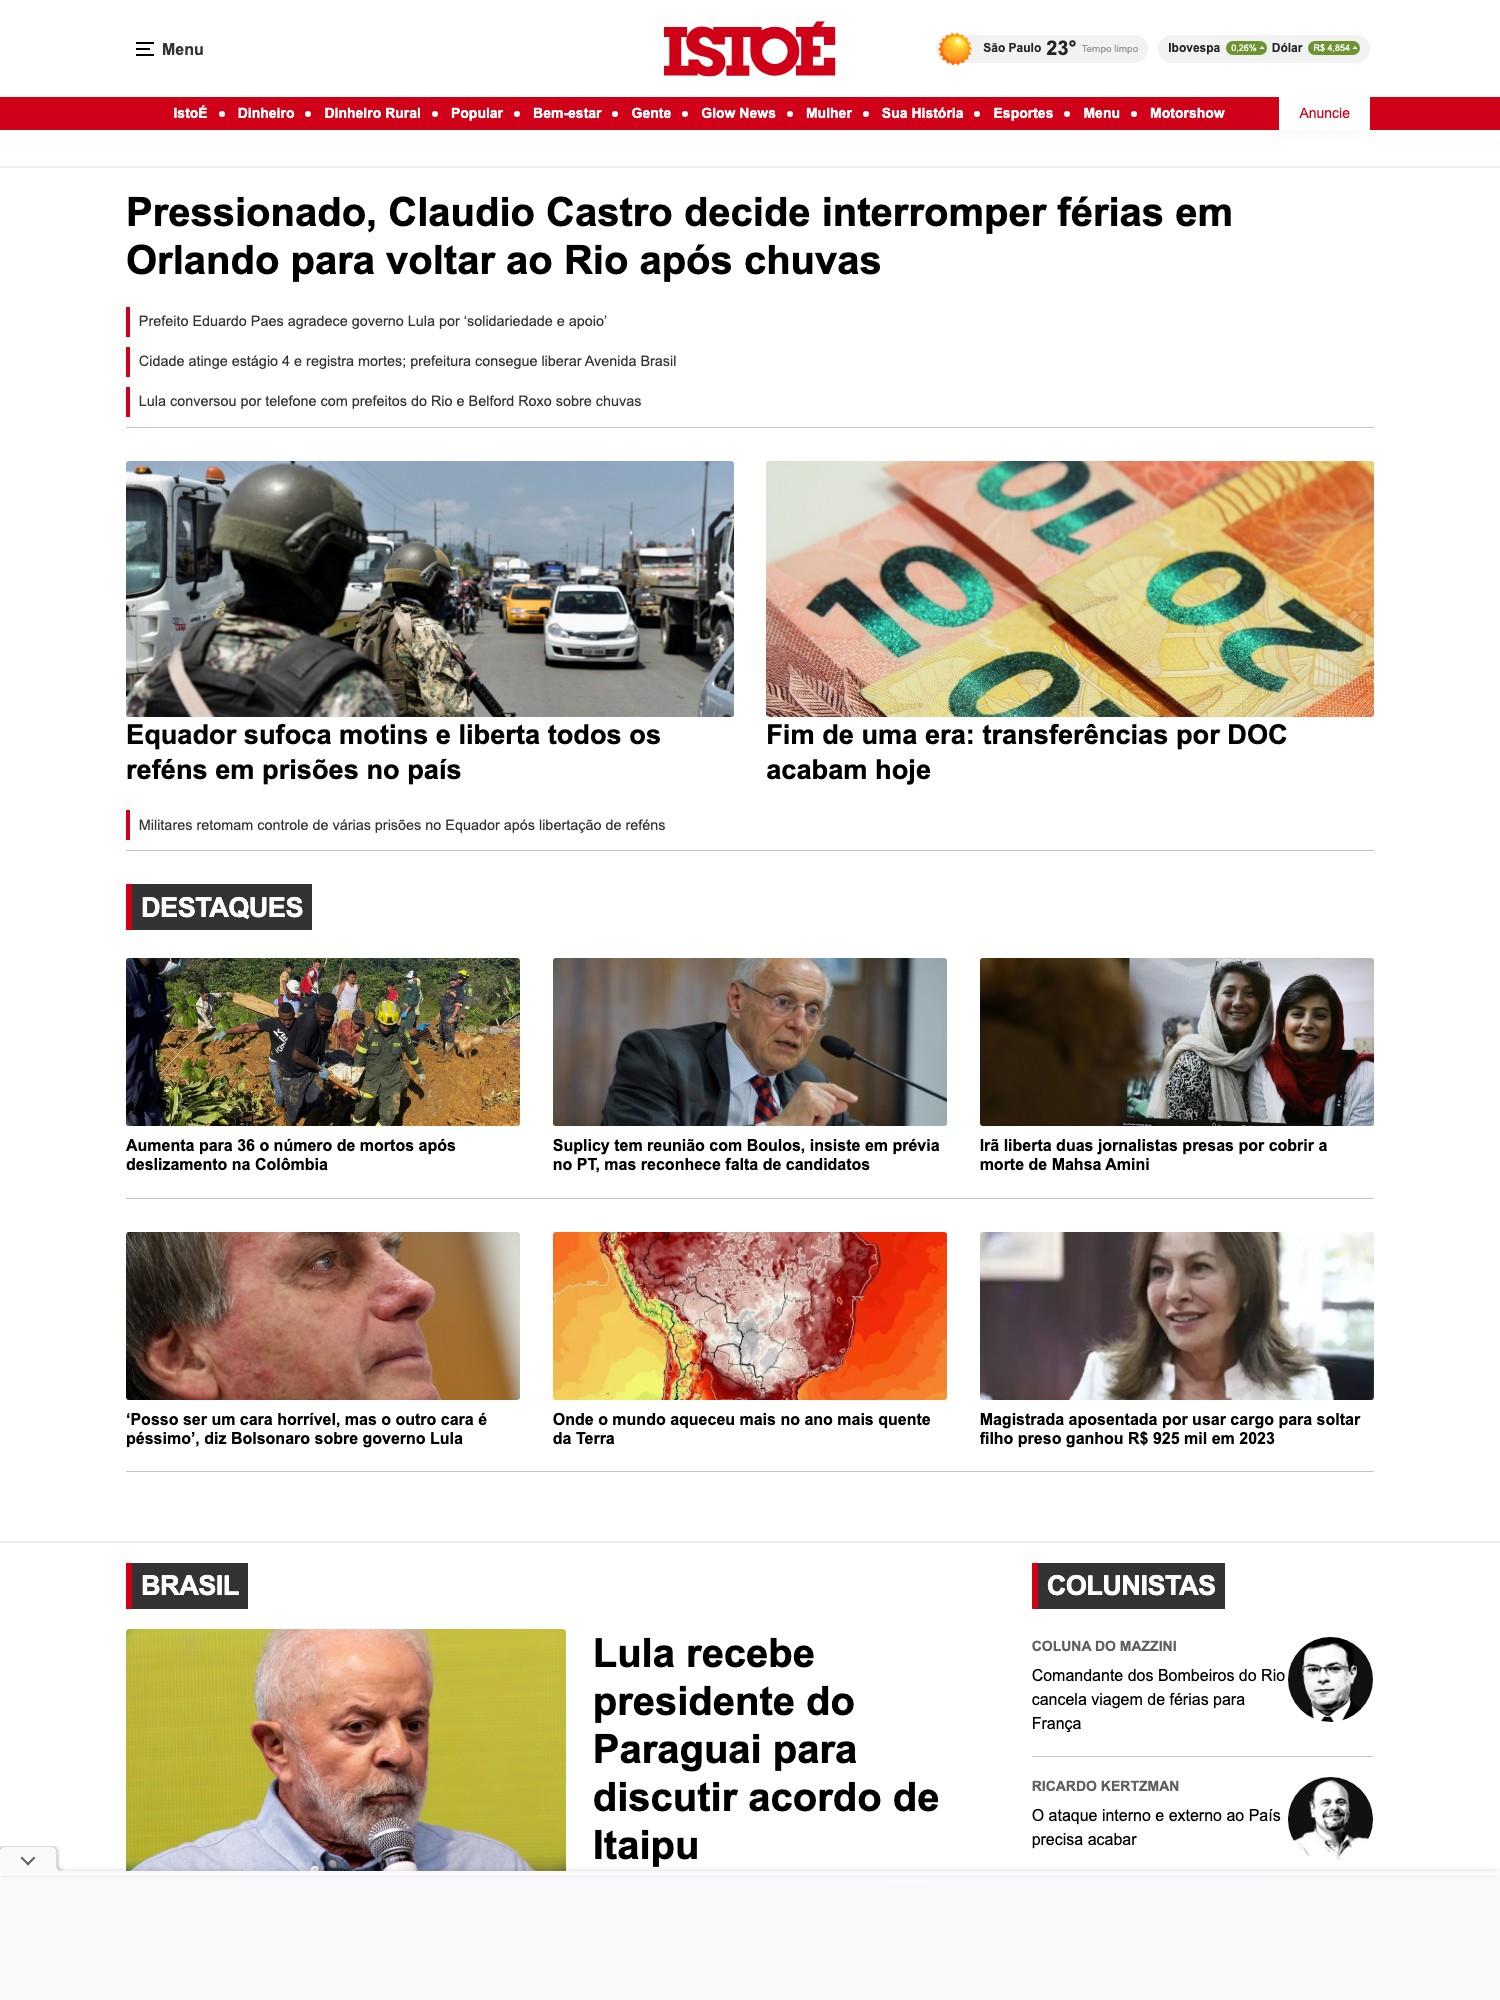 Menu
ISTOÉ
São Paulo 23° Tempo limpo
Ibovespa 0,26% Dólar R$ 4,854
IstoÉ • Dinheiro • Dinheiro Rural • Popular • Bem-estar • Gente • Glow News • Mulher • Sua História • Esportes • Menu • Motorshow
Anuncie
Pressionado, Claudio Castro decide interromper férias em
Orlando para voltar ao Rio após chuvas
Prefeito Eduardo Paes agradece governo Lula por ‘solidariedade e apoio’
Cidade atinge estágio 4 e registra mortes; prefeitura consegue liberar Avenida Brasil
Lula conversou por telefone com prefeitos do Rio e Belford Roxo sobre chuvas
10
20
10
10
Equador sufoca motins e liberta todos os
reféns em prisões no país
Fim de uma era: transferências por DOC
acabam hoje
Militares retomam controle de várias prisões no Equador após libertação de reféns
DESTAQUES
Aumenta para 36 o número de mortos após
deslizamento na Colômbia
Suplicy tem reunião com Boulos, insiste em prévia
no PT, mas reconhece falta de candidatos
Irã liberta duas jornalistas presas por cobrir a
morte de Mahsa Amini
‘Posso ser um cara horrível, mas o outro cara é
péssimo’, diz Bolsonaro sobre governo Lula
Onde o mundo aqueceu mais no ano mais quente
da Terra
Magistrada aposentada por usar cargo para soltar
filho preso ganhou R$ 925 mil em 2023
BRASIL
Lula recebe
presidente do
Paraguai para
discutir acordo de
Itaipu
COLUNISTAS
COLUNA DO MAZZINI
Comandante dos Bombeiros do Rio
cancela viagem de férias para
França
RICARDO KERTZMAN
O ataque interno e externo ao País
precisa acabar